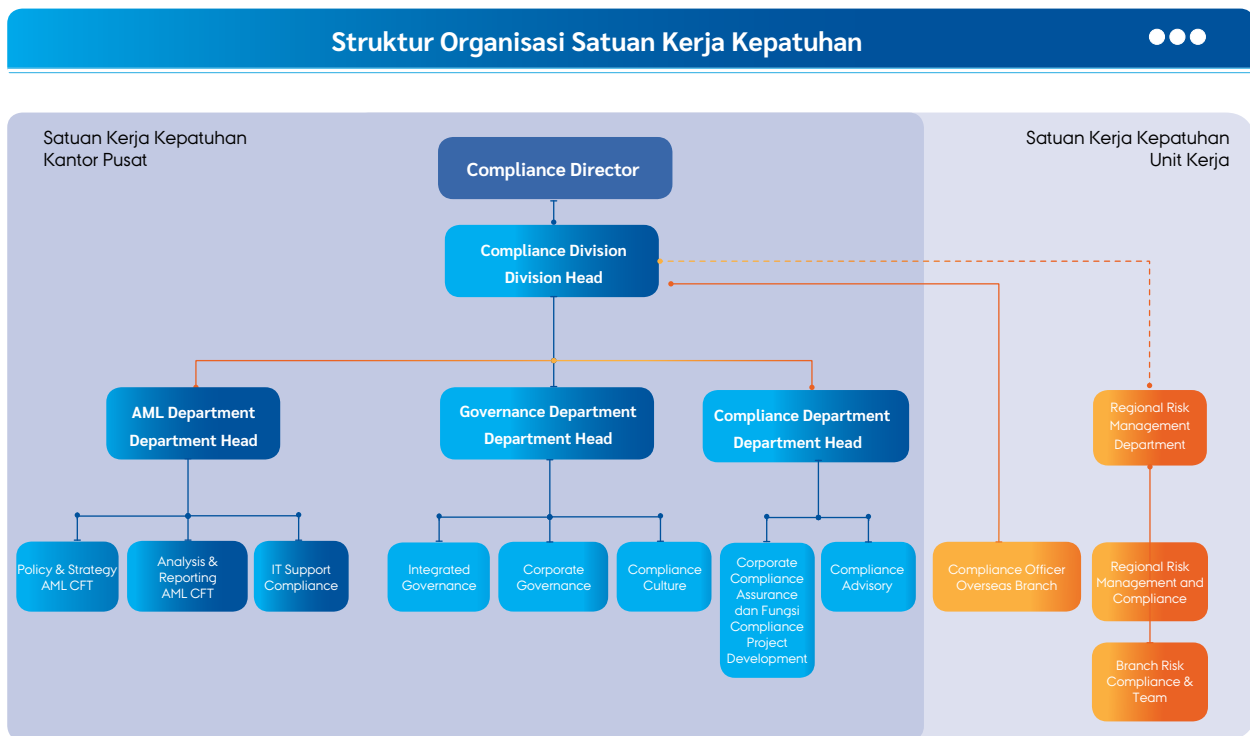 Struktur Organisasi Satuan Kerja Kepatuhan
Satuan Kerja Kepatuhan
Kantor Pusat
Satuan Kerja Kepatuhan
Unit Kerja
Compliance Director
Compliance Division
Division Head
AML Department
Department Head
Governance Department
Department Head
Compliance Department
Department Head
Regional Risk
Management
Department
Policy & Strategy
AML CFT
Analysis &
Reporting
AML CFT
IT Support
Compliance
Integrated
Governance
Corporate
Governance
Compliance
Culture
Corporate
Compliance
Assurance
dan Fungsi
Compliance
Project
Development
Compliance
Advisory
Compliance Officer
Overseas Branch
Regional Risk
Management and
Compliance
Branch Risk
Compliance &
Team